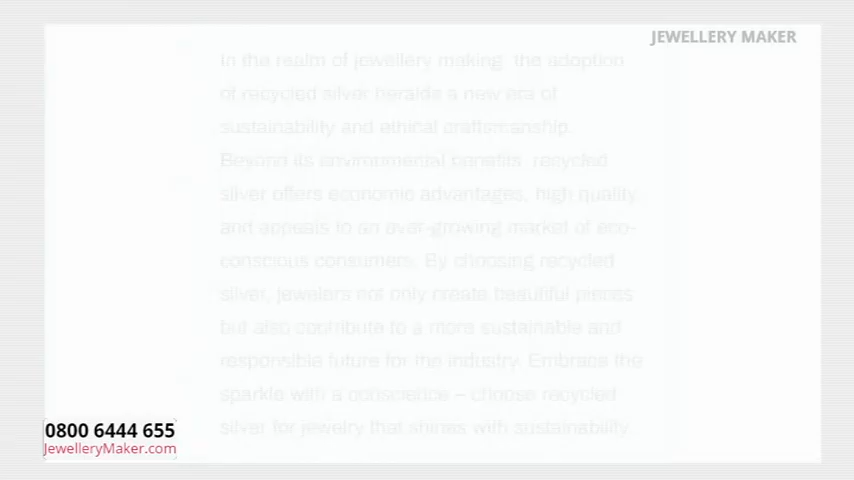 JEWELLERY MAKER
In the realm of jewellery making, the adoption
of recycled silver heralds a new era of
sustainability and ethical craftsmanship.
Beyond its environmental benefits, recycled
silver offers economic advantages, high quality
and appeals to an ever-growing market of eco-
conscious consumers. By choosing recycled
silver, jewelers not only create beautiful pieces
but also contribute to a more sustainable and
responsible future for the industry. Embrace the
sparkle with a conscience – choose recycled
silver for jewelry that shines with sustainability.
0800 6444 655
JewelleryMaker.com